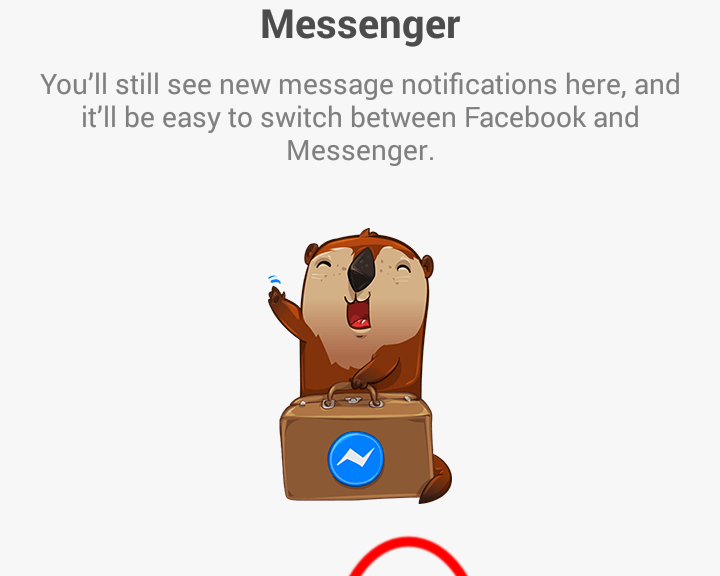 Messenger
You’ll still see new message notifications here, and
it’ll be easy to switch between Facebook and
Messenger.